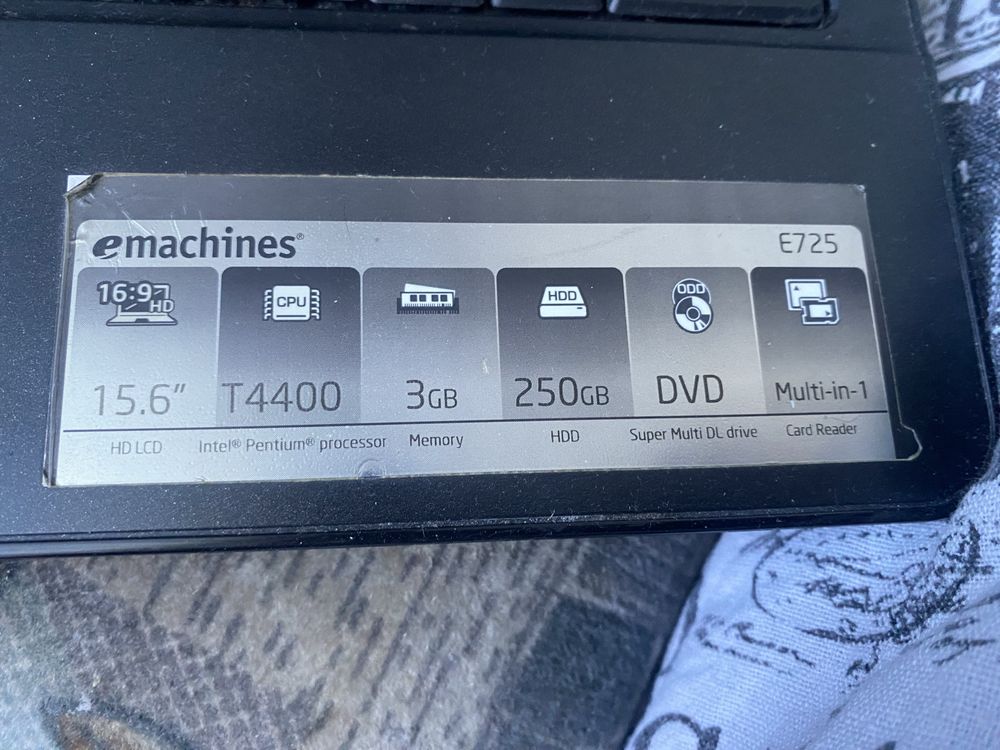 emachines® E725
16:9 HD CPU HDD ODD
15.6” T4400 3GB 250GB DVD Multi-in-1
HD LCD Intel® Pentium® processor Memory HDD Super Multi DL drive Card Reader